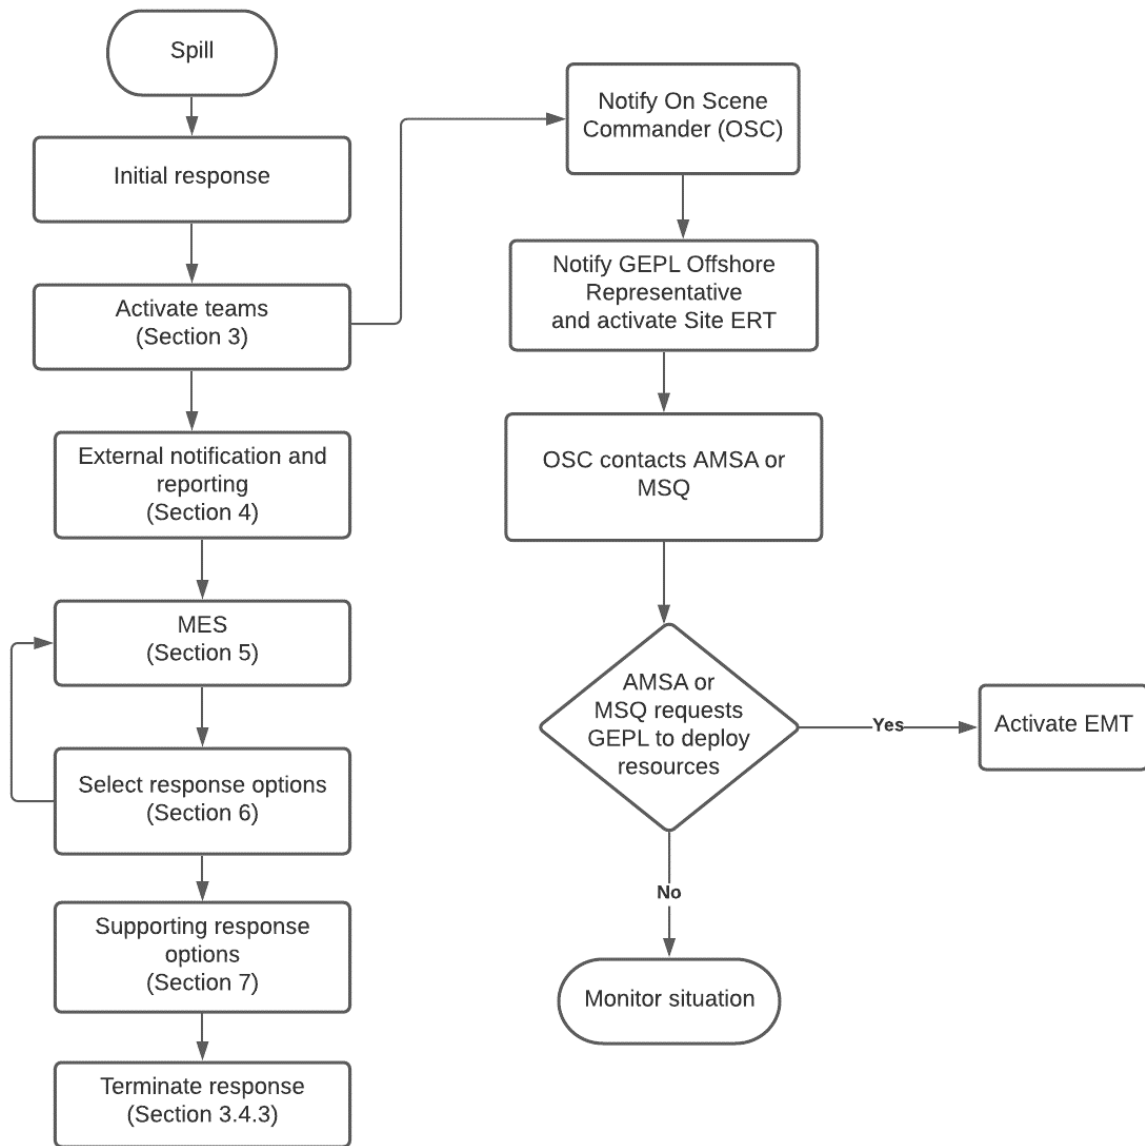 Spill
Initial response
Activate teams
(Section 3)
External notification and
reporting
(Section 4)
MES
(Section 5)
Select response options
(Section 6)
Supporting response
options
(Section 7)
Terminate response
(Section 3.4.3)
Notify On Scene
Commander (OSC)
Notify GEPL Offshore
Representative
and activate Site ERT
OSC contacts AMSA or
MSQ
AMSA or
MSQ requests
GEPL to deploy
resources
Yes
Activate EMT
No
Monitor situation